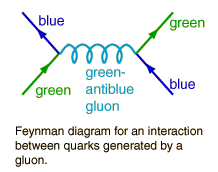 blue
green
green-
antiblue
gluon
green
blue
Feynman diagram for an interaction
between quarks generated by a
gluon.